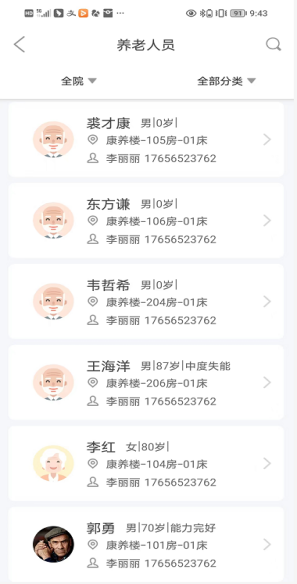 9:43
养老人员
全院 全部分类
裘才康 男|0岁|
康养楼-105房-01床
李丽丽 17656523762
东方谦 男|0岁|
康养楼-106房-01床
李丽丽 17656523762
韦哲希 男|0岁|
康养楼-204房-01床
李丽丽 17656523762
王海洋 男|87岁|中度失能
康养楼-206房-01床
李丽丽 17656523762
李红 女|80岁|
康养楼-104房-01床
李丽丽 17656523762
郭勇 男|70岁|能力完好
康养楼-101房-01床
李丽丽 17656523762